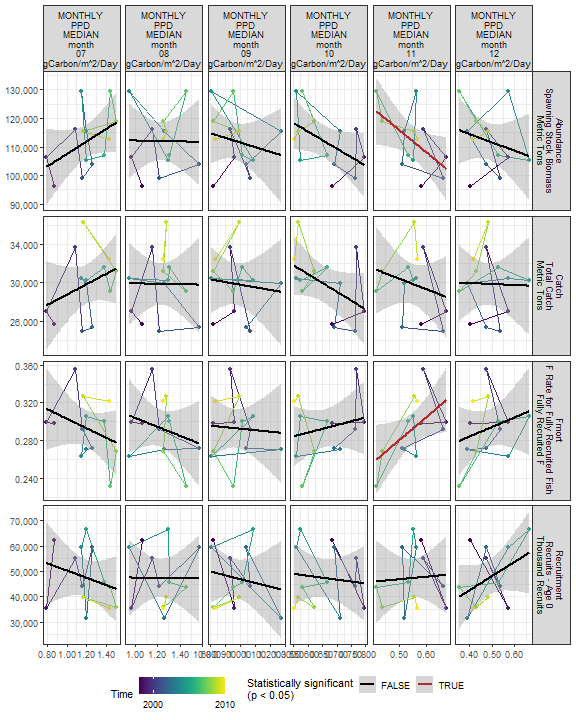 MONTHLY PPD MEDIAN month 07 gCarbon/m^2/Day
MONTHLY PPD MEDIAN month 08 gCarbon/m^2/Day
MONTHLY PPD MEDIAN month 09 gCarbon/m^2/Day
MONTHLY PPD MEDIAN month 10 gCarbon/m^2/Day
MONTHLY PPD MEDIAN month 11 gCarbon/m^2/Day
MONTHLY PPD MEDIAN month 12 gCarbon/m^2/Day
130,000
120,000
110,000
100,000
90,000
Abundance
Spawning Stock Biomass
Metric Tons
34,000
30,000
26,000
Catch
Total Catch
Metric Tons
0.360
0.320
0.280
0.240
Fmort
F Rate for Fully Recruited Fish
Fully Recruited F
70,000
60,000
50,000
40,000
30,000
Recruitment
Recruits - Age 0
Thousand Recruits
0.80 1.00 1.20 1.40
1.00 1.20 1.40
0.50 0.60
0.40 0.50 0.60
Time
2000 2010
Statistically significant
(p < 0.05)
FALSE TRUE